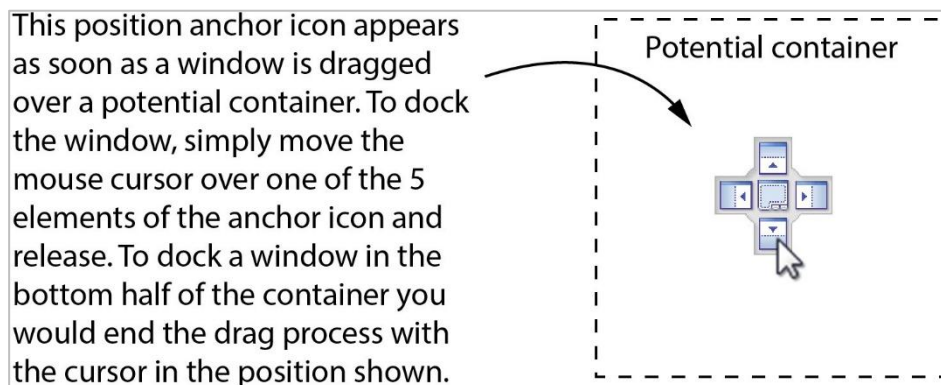 This position anchor icon appears
as soon as a window is dragged
over a potential container. To dock
the window, simply move the
mouse cursor over one of the 5
elements of the anchor icon and
release. To dock a window in the
bottom half of the container you
would end the drag process with
the cursor in the position shown.
Potential container